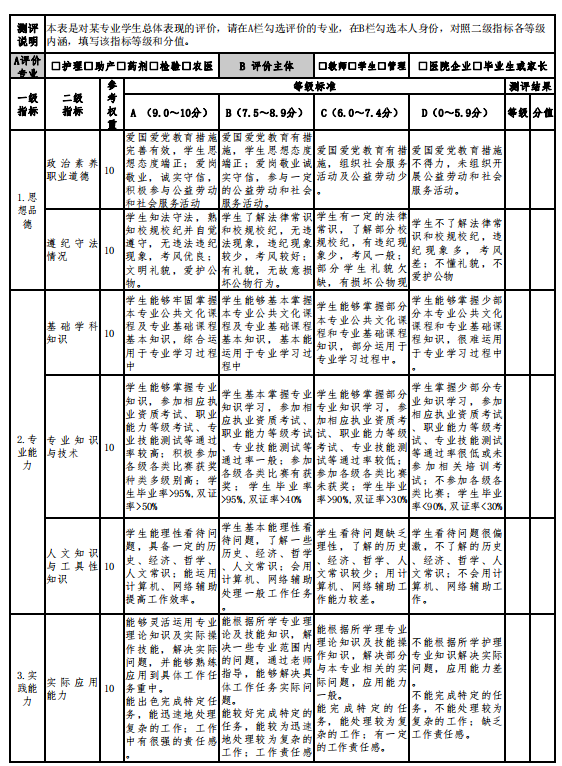 测评
说明
本表是对某专业学生总体表现的评价，请在A栏勾选评价的专业，在B栏勾选本人身份，对照二级指标各等级
内涵，填写该指标等级和分值。
A评价
专业
□护理□助产□药剂□检验□农医
B 评价主体
□教师□学生□管理
□医院企业□毕业生或家长
一级
指标
二级
指标
参
考
权
重
等级标准
测评结果
A （9.0～10分）
B（7.5～8.9分）
C（6.0～7.4分）
D（0～5.9分）
等级
分值
1.思
想品
德
政治素养
职业道德
10
爱国爱党教育措施
完善有效，学生思
想态度端正；爱岗
敬业，诚实守信，
积极参与公益劳动
和社会服务活动
爱国爱党教育有措
施，学生思想态度
端正；爱岗敬业诚
实守信，参与一定
的公益劳动和社会
服务活动。
爱国爱党教育有措
施，组织社会服务
活动及公益劳动少
。
爱国爱党教育措施
不得力，未组织开
展公益劳动和社会
服务活动。
遵纪守法
情况
10
学生知法守法，熟
知校规校纪并自觉
遵守，无违法违纪
现象，考风优良；
文明礼貌，爱护公
物。
学生了解法律常识
和校规校纪，无违
法现象，违纪现象
较少，考风较好；
有礼貌，无故意损
坏公物行为。
学生有一定的法律
常识，了解部分校
规校纪，有违纪现
象少，考风一般；
部分学生礼貌欠
缺，有损坏公物现
学生不了解法律常
识和校规校纪，违
纪现象多，考风
差；不懂礼貌，不
爱护公物
2.专
业能
力
基础学科
知识
10
学生能够牢固掌握
本专业公共文化课
程及专业基础课程
基本知识，综合运
用于专业学习过程
中
学生能够基本掌握
本专业公共文化课
程及专业基础课程
基本知识，基本能
运用于专业学习过
程中
学生能够掌握部分
本专业公共文化课
程和专业基础课程
知识，部分运用于
专业学习过程中。
学生能够掌握少部
分本专业公共文化
课程和专业基础课
程知识，很难运用
于专业学习过程中
。
专业知识
与技术
10
学生能够掌握专业
知识，参加相应执
业资质考试、职业
能力等级考试、专
业技能测试等通过
率较高；积极参加
各级各类比赛获奖
种类多级别高；学
生毕业率>95%,双证
率>50%
学生基本掌握专业
知识学习，参加相
应执业资质考试、
职业能力等级考试
、专业技能测试等
通过率一般；参加
各级各类比赛有获
奖；学生毕业率
>95%,双证率>40%
学生能够掌握部分
专业知识学习，参
加相应执业资质考
试、职业能力等级
考试、专业技能测
试等通过率较低；
参加各级各类比赛
未获奖；学生毕业
率>90%,双证率>30%
学生掌握少部分专
业知识学习，参加
相应执业资质考试
、职业能力等级考
试、专业技能测试
等通过率很低或未
参加相关培训考
试；不参加各级各
类比赛；学生毕业率
<90%,双证率<30%
人文知识
与工具性
知识
10
学生能理性看待问
题，具备一定的历
史、经济、哲学、
人文常识；能运用
计算机、网络辅助
提高工作效率。
学生基本能理性看
待问题，了解一些
历史、经济、哲学
、人文常识；会用
计算机、网络辅助
处理一般工作任务
。
学生看待问题缺乏
理性，了解的历史
、经济、哲学、人
文常识较少；用计
算机、网络辅助工
作能力较差。
学生看待问题很偏
激，不了解的历史
、经济、哲学、人
文常识；不会用计
算机、网络辅助工
作。
3.实
践能
力
实际应用
能力
10
能够灵活运用专业
理论知识及实际操
作技能，解决实际
问题，并能够熟练
应用到具体工作任
务重中。
能出色完成特定任
务，能迅速地处理
复杂的工作；工作
中有很强的责任感
。
能根据所学专业理
论及技能知识，解
决一些专业范围内
的问题，通过老师
指导，能够解决具
体工作任务实际问
题。
能较好完成特定的
任务，能较为迅速
地处理较为复杂的
工作；工作责任感
能根据所学理专业
理论知识及技能操
作知识，解决部分
与本专业相关的实
际问题，应用能力
一般。
能完成特定的任
务，能处理较为复
杂的工作；有一定
的工作责任感。
不能根据所学护理
专业知识解决实际
问题，应用能力差
。
不能完成特定的任
务，不能处理较为
复杂的工作；缺乏
工作责任感。